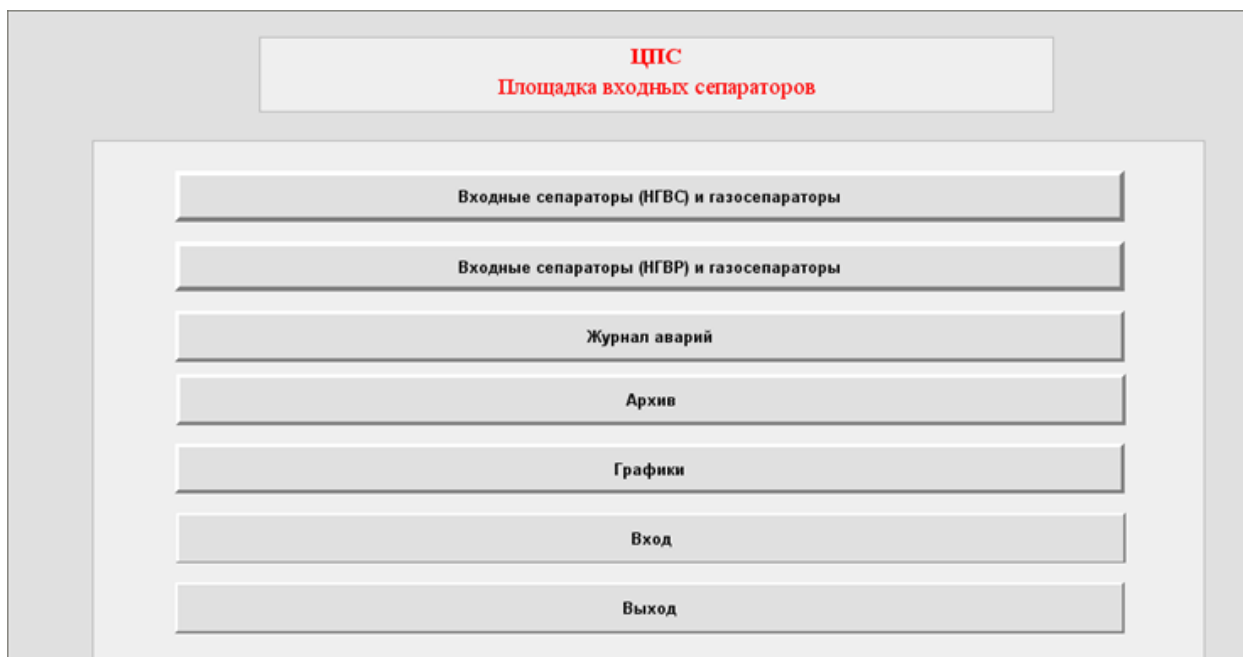 ЦПС
Площадка входных сепараторов
Входные сепараторы (НГВС) и газосепараторы
Входные сепараторы (НГВР) и газосепараторы
Журнал аварий
Архив
Графики
Вход
Выход